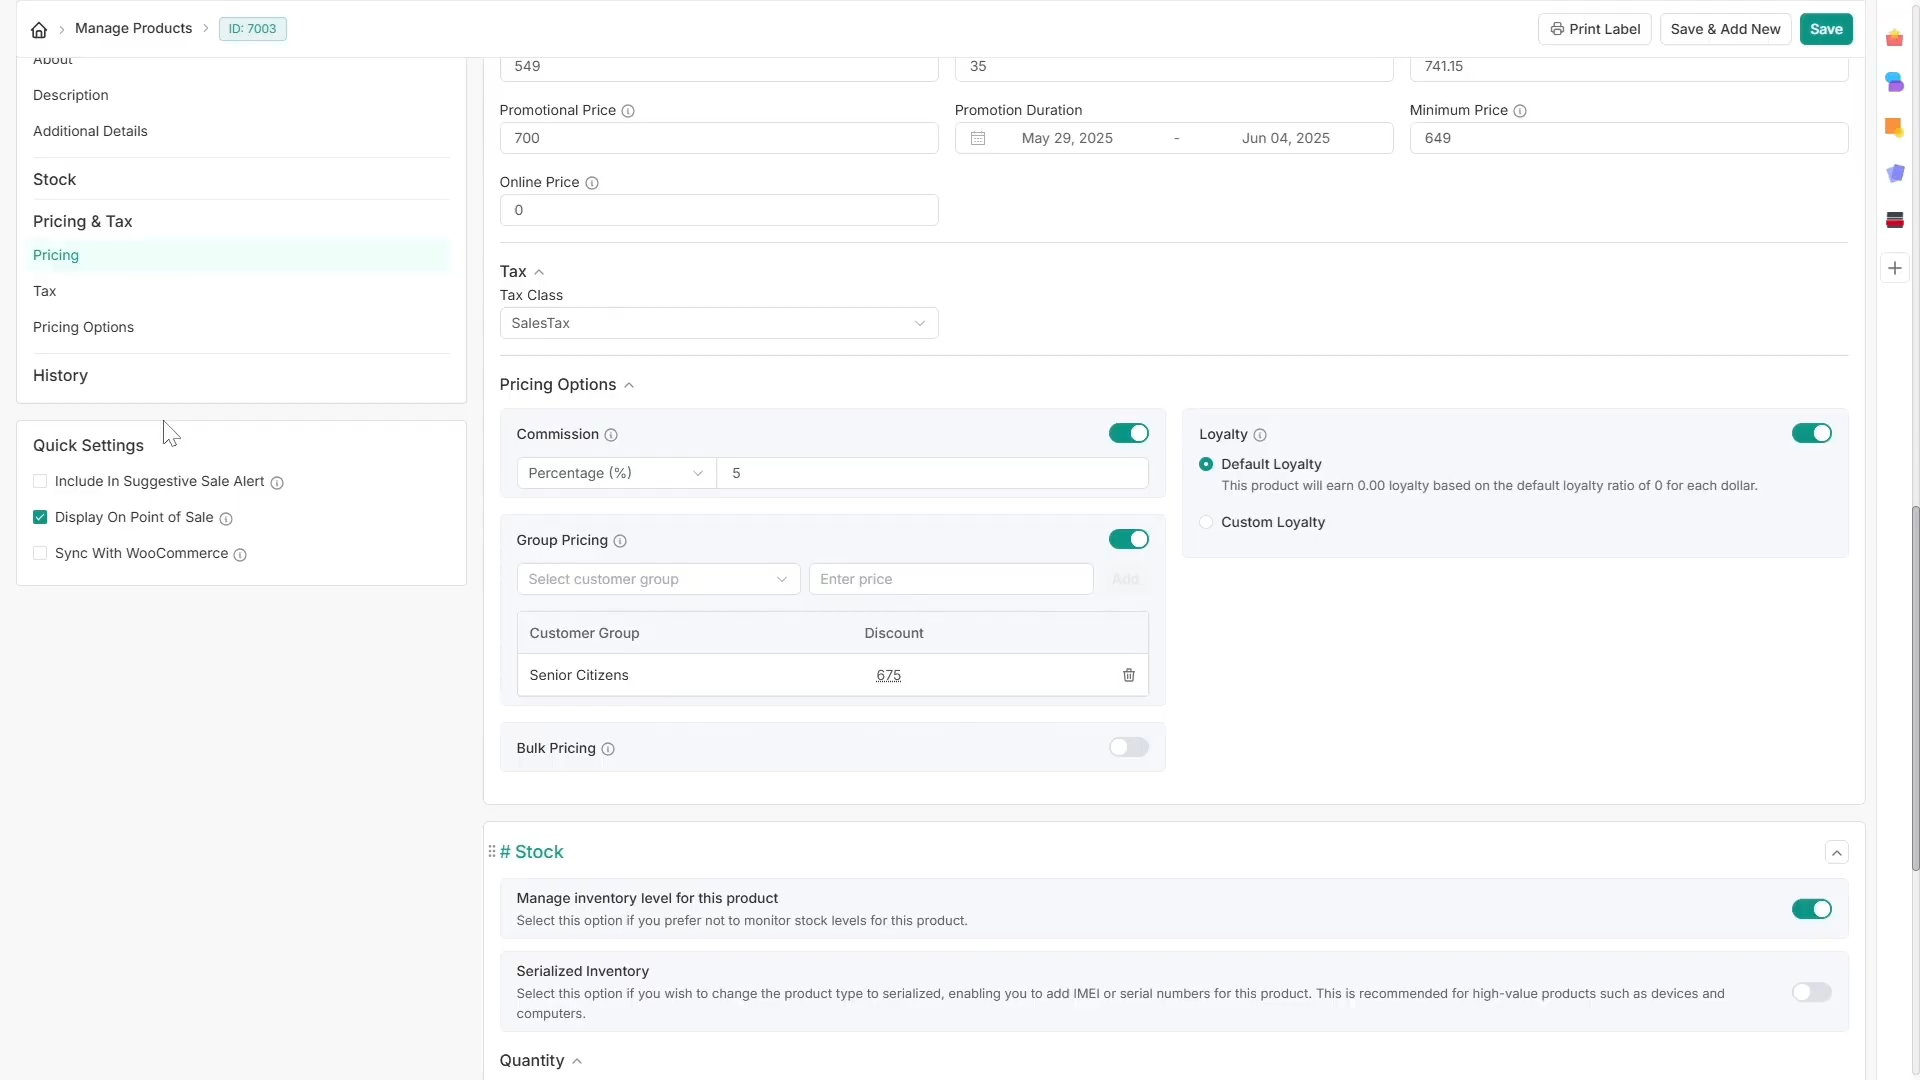 Manage Products
ID: 7003
Print Label
Save & Add New
Save
About
Description
Additional Details
Stock
Pricing & Tax
Pricing
Tax
Pricing Options
History
Quick Settings
Include In Suggestive Sale Alert
Display On Point of Sale
Sync With WooCommerce
549
35
741.15
Promotional Price
Promotion Duration
Minimum Price
700
May 29, 2025 - Jun 04, 2025
649
Online Price
0
Tax
Tax Class
SalesTax
Pricing Options
Commission
Percentage (%)
5
Loyalty
Default Loyalty
This product will earn 0.00 loyalty based on the default loyalty ratio of 0 for each dollar.
Custom Loyalty
Group Pricing
Select customer group
Enter price
Add
Customer Group
Discount
Senior Citizens
675
Bulk Pricing
# Stock
Manage inventory level for this product
Select this option if you prefer not to monitor stock levels for this product.
Serialized Inventory
Select this option if you wish to change the product type to serialized, enabling you to add IMEI or serial numbers for this product. This is recommended for high-value products such as devices and
computers.
Quantity